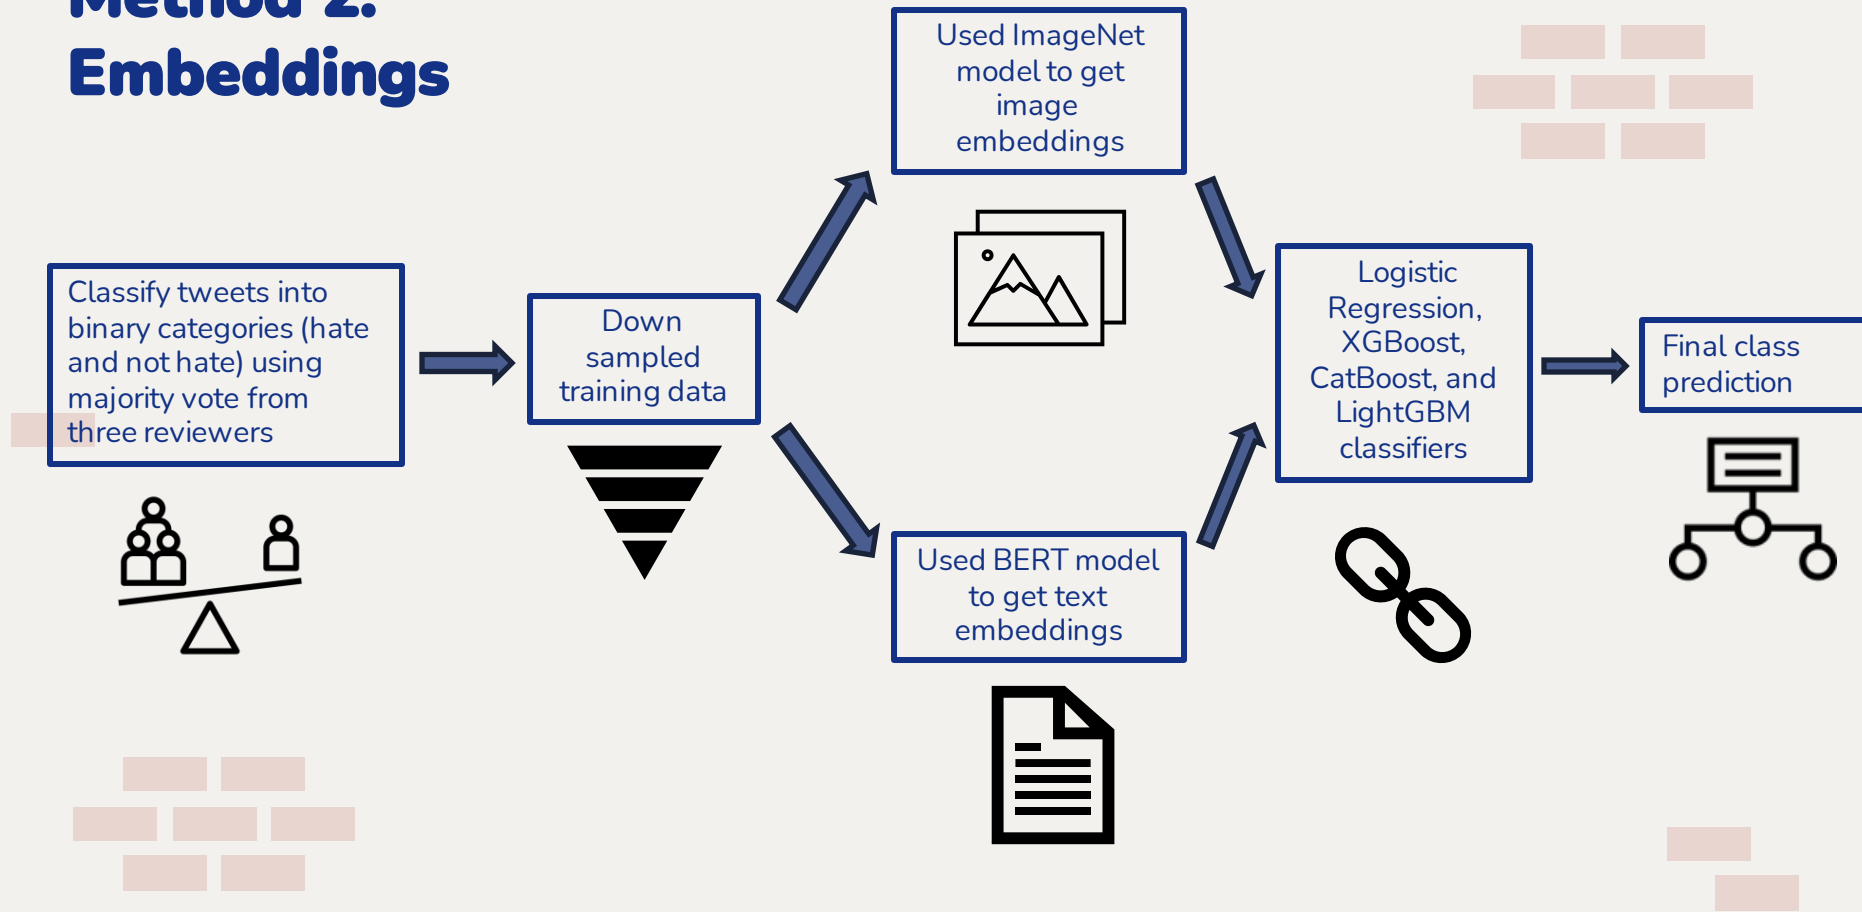 Method 2:
Embeddings
Classify tweets into
binary categories (hate
and not hate) using
majority vote from
three reviewers
Down
sampled
training data
Used ImageNet
model to get
image
embeddings
Used BERT model
to get text
embeddings
Logistic
Regression,
XGBoost,
CatBoost, and
LightGBM
classifiers
Final class
prediction